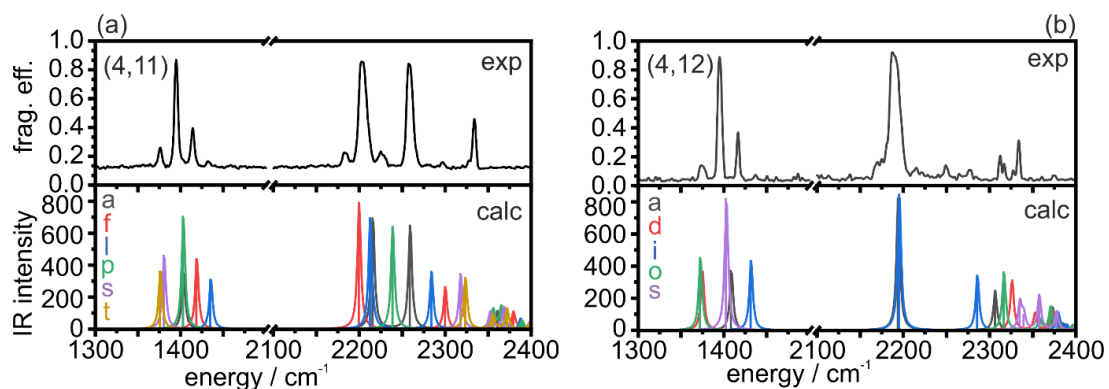 (a)
frag. eff.
1.0
0.8
0.6
0.4
0.2
0.0
(4,11)
exp
IR intensity
800
600
400
200
0
a
f
l
p
s
t
calc
1300 1400 2100 2200 2300 2400
energy / cm⁻¹
(b)
1.0
0.8
0.6
0.4
0.2
0.0
(4,12)
exp
800
600
400
200
0
a
d
i
o
s
calc
1300 1400 2100 2200 2300 2400
energy / cm⁻¹